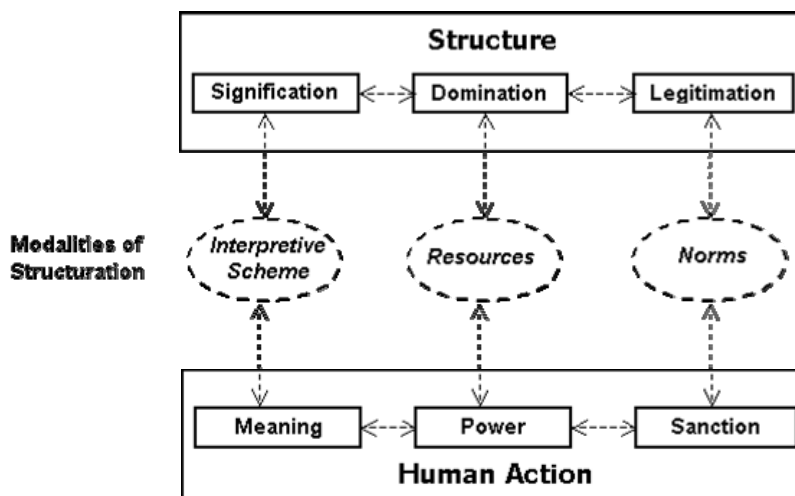 Structure
Signification
Domination
Legitimation
Modalities of
Structuration
Interpretive
Scheme
Resources
Norms
Meaning
Power
Sanction
Human Action